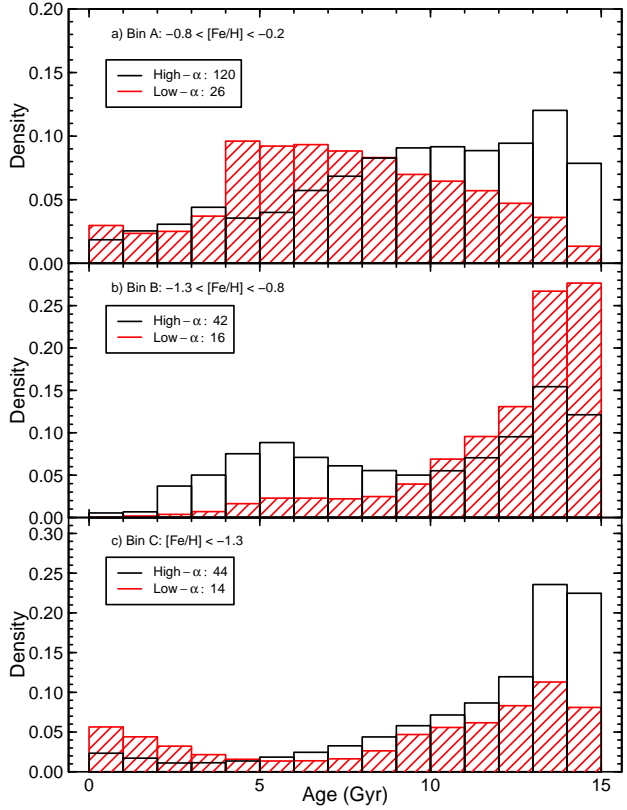 0.20
a) Bin A: −0.8 < [Fe/H] < −0.2
0.15
High−α: 120
Low−α: 26
Density
0.10
0.05
0.00
b) Bin B: −1.3 < [Fe/H] < −0.8
0.25
High−α: 42
Low−α: 16
0.20
Density
0.15
0.10
0.05
0.00
0.30
c) Bin C: [Fe/H] < −1.3
0.25
High−α: 44
Low−α: 14
0.20
Density
0.15
0.10
0.05
0.00
0 5 10 15
Age (Gyr)